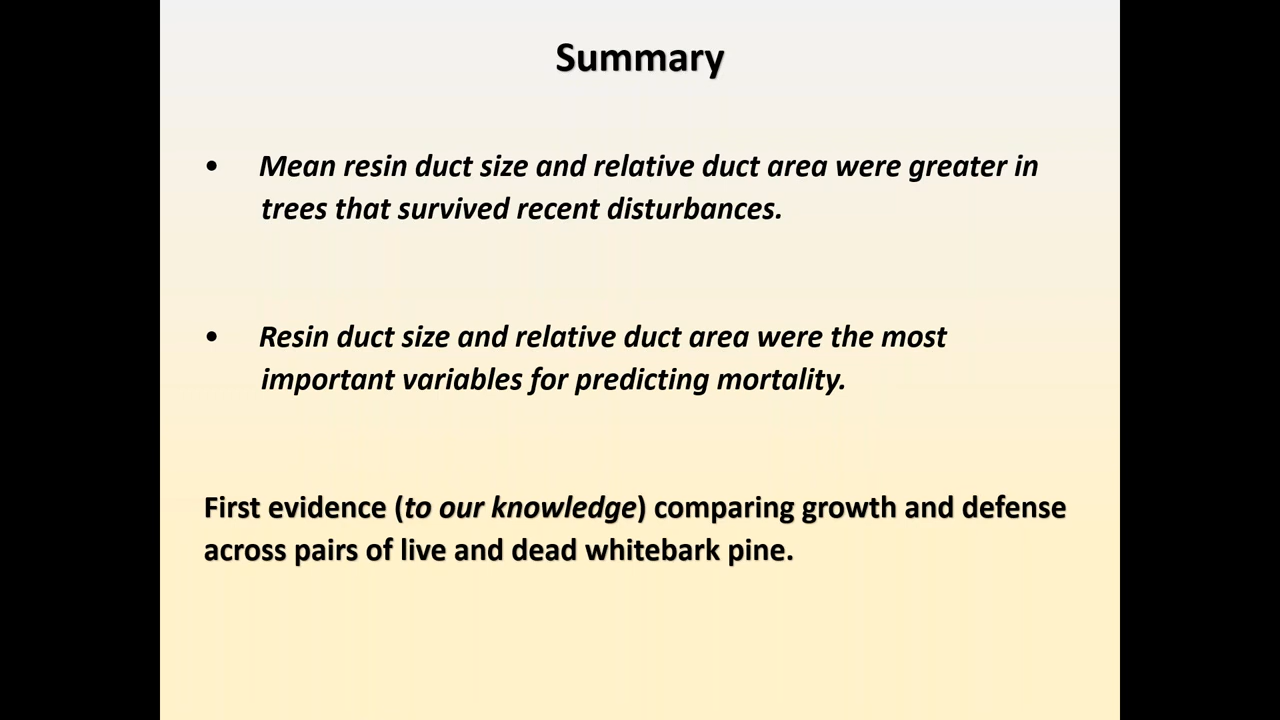 Summary
• Mean resin duct size and relative duct area were greater in
trees that survived recent disturbances.
• Resin duct size and relative duct area were the most
important variables for predicting mortality.
First evidence (to our knowledge) comparing growth and defense
across pairs of live and dead whitebark pine.